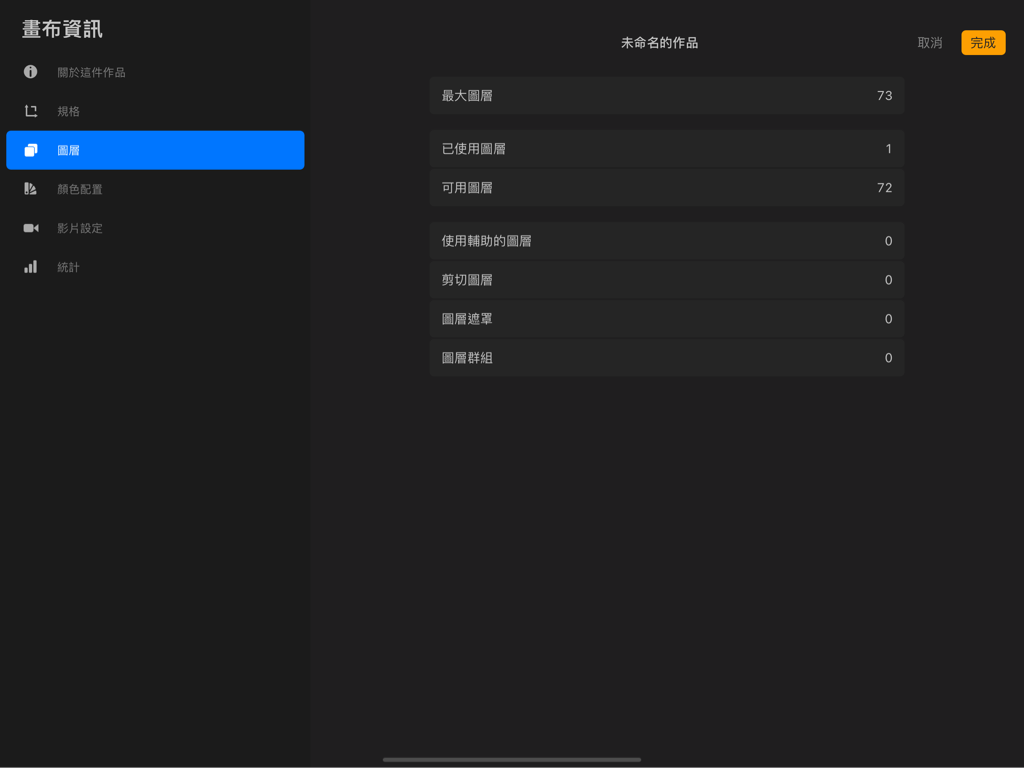 畫布資訊
關於這件作品
規格
圖層
顏色配置
影片設定
統計
未命名的作品
取消
完成
最大圖層 73
已使用圖層 1
可用圖層 72
使用輔助的圖層 0
剪切圖層 0
圖層遮罩 0
圖層群組 0